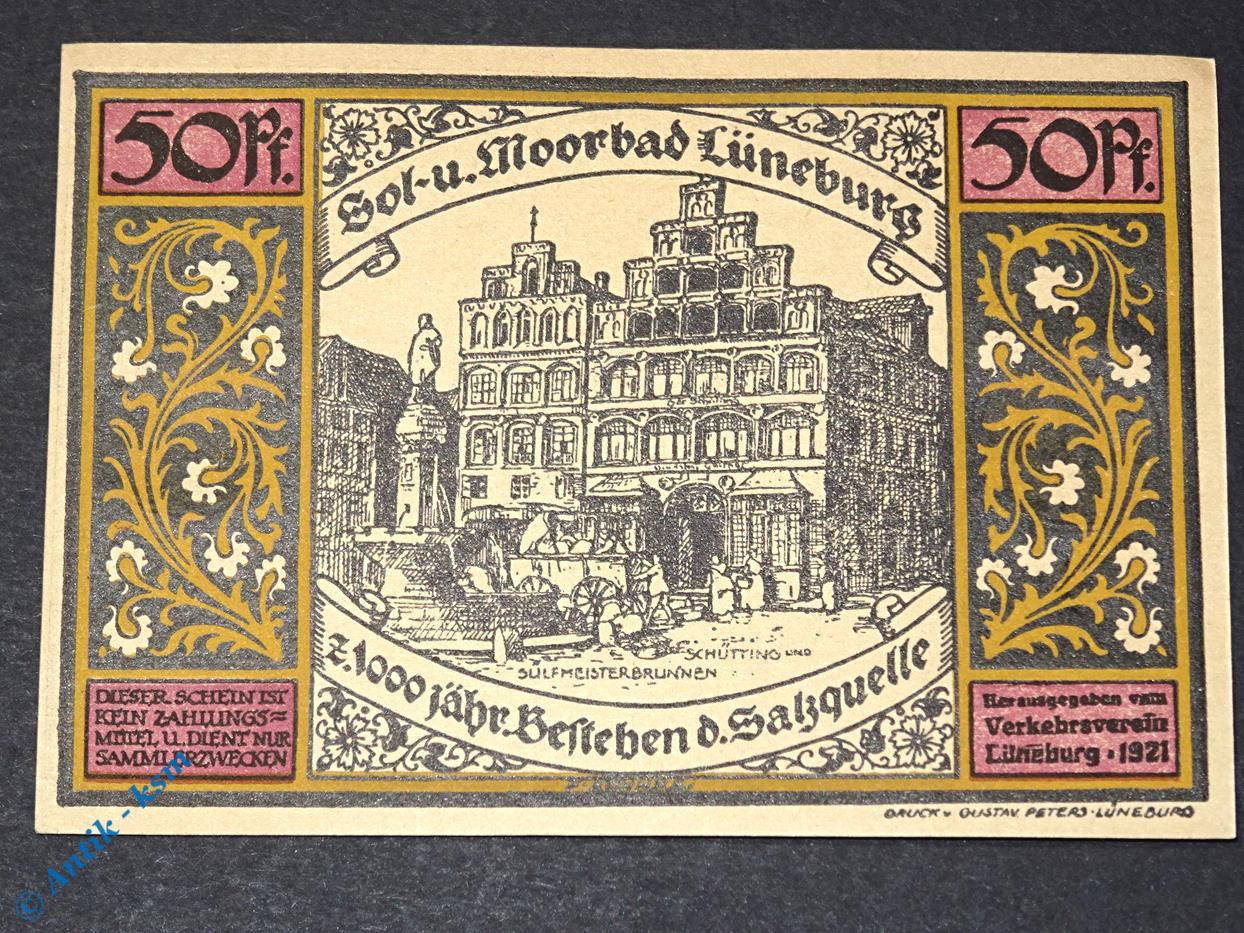 50 Pf.
50 Pf.
Sol- u. Moorbad Lüneburg
SCHÜTTING UND
SÜLFMEISTERBRUNNEN
z. 1000 jähr. Bestehen d. Salzquelle
DIESER SCHEIN IST
KEIN ZAHLUNGS=
MITTEL U. DIENT NUR
SAMMLERZWECKEN
Herausgegeben vom
Verkehrsverein
Lüneburg · 1921
DRUCK v GUSTAV PETERS · LÜNEBURG
© Antik - ksm